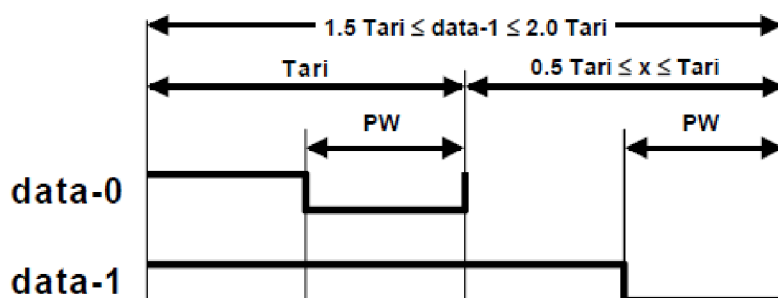 1.5 Tari ≤ data-1 ≤ 2.0 Tari
Tari
0.5 Tari ≤ x ≤ Tari
PW
PW
data-0
data-1